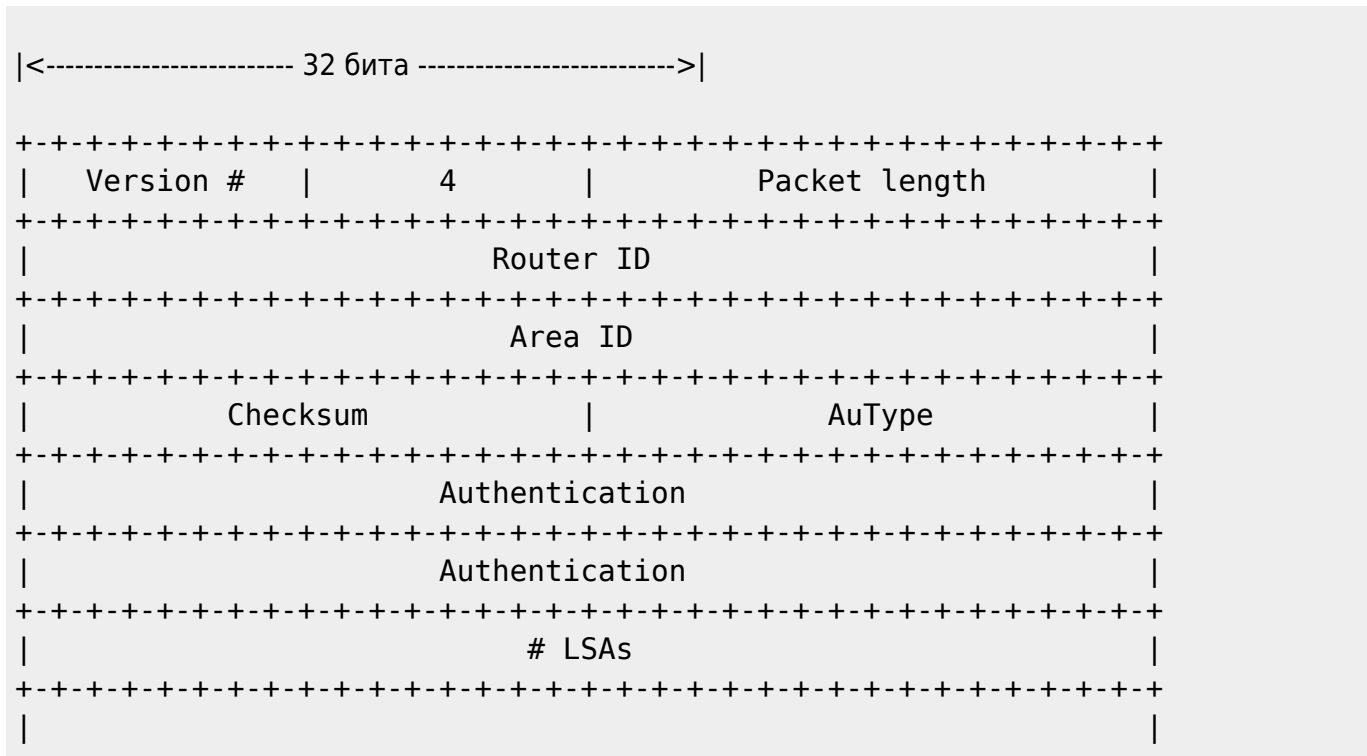 |<-------------------------- 32 бита --------------------------->|
+-+-+-+-+-+-+-+-+-+-+-+-+-+-+-+-+-+-+-+-+-+-+-+-+-+-+-+-+-+-+-+-+
|   Version #   |       4       |         Packet length         |
+-+-+-+-+-+-+-+-+-+-+-+-+-+-+-+-+-+-+-+-+-+-+-+-+-+-+-+-+-+-+-+-+
|                          Router ID                            |
+-+-+-+-+-+-+-+-+-+-+-+-+-+-+-+-+-+-+-+-+-+-+-+-+-+-+-+-+-+-+-+-+
|                           Area ID                             |
+-+-+-+-+-+-+-+-+-+-+-+-+-+-+-+-+-+-+-+-+-+-+-+-+-+-+-+-+-+-+-+-+
|           Checksum            |             AuType            |
+-+-+-+-+-+-+-+-+-+-+-+-+-+-+-+-+-+-+-+-+-+-+-+-+-+-+-+-+-+-+-+-+
|                       Authentication                          |
+-+-+-+-+-+-+-+-+-+-+-+-+-+-+-+-+-+-+-+-+-+-+-+-+-+-+-+-+-+-+-+-+
|                       Authentication                          |
+-+-+-+-+-+-+-+-+-+-+-+-+-+-+-+-+-+-+-+-+-+-+-+-+-+-+-+-+-+-+-+-+
|                            # LSAs                             |
+-+-+-+-+-+-+-+-+-+-+-+-+-+-+-+-+-+-+-+-+-+-+-+-+-+-+-+-+-+-+-+-+
|                                                               |